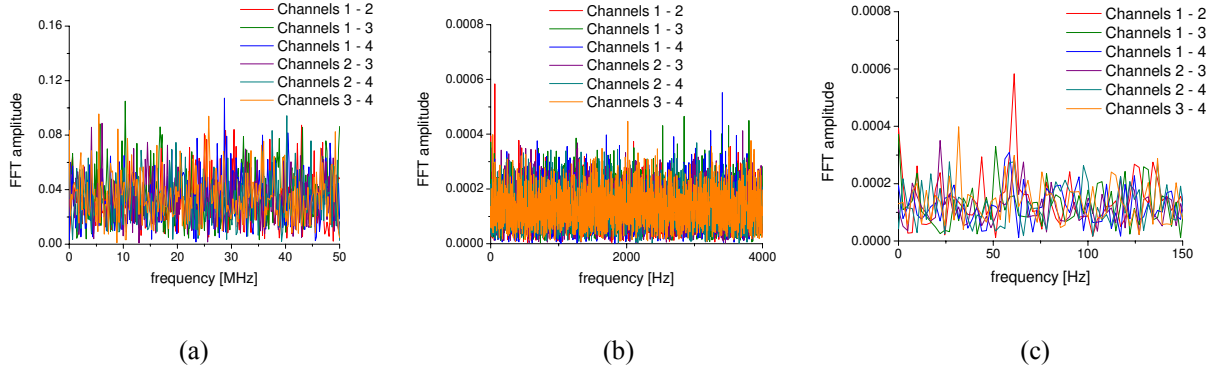 Channels 1 - 2
Channels 1 - 3
Channels 1 - 4
Channels 2 - 3
Channels 2 - 4
Channels 3 - 4
0.16
0.12
0.08
0.04
0.00
FFT amplitude
0 10 20 30 40 50
frequency [MHz]
(a)
Channels 1 - 2
Channels 1 - 3
Channels 1 - 4
Channels 2 - 3
Channels 2 - 4
Channels 3 - 4
0.0008
0.0006
0.0004
0.0002
0.0000
FFT amplitude
0 2000 4000
frequency [Hz]
(b)
Channels 1 - 2
Channels 1 - 3
Channels 1 - 4
Channels 2 - 3
Channels 2 - 4
Channels 3 - 4
0.0008
0.0006
0.0004
0.0002
0.0000
FFT amplitude
0 50 100 150
frequency [Hz]
(c)